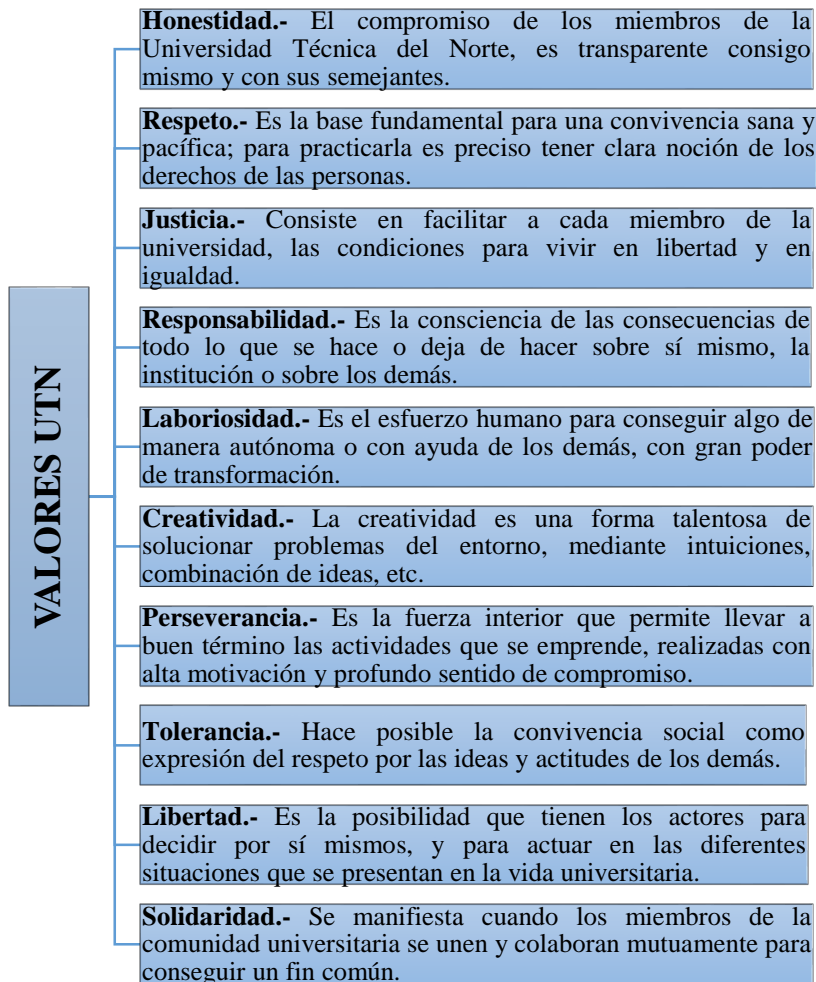 VALORES UTN
Honestidad.- El compromiso de los miembros de la
Universidad Técnica del Norte, es transparente consigo
mismo y con sus semejantes.
Respeto.- Es la base fundamental para una convivencia sana y
pacífica; para practicarla es preciso tener clara noción de los
derechos de las personas.
Justicia.- Consiste en facilitar a cada miembro de la
universidad, las condiciones para vivir en libertad y en
igualdad.
Responsabilidad.- Es la consciencia de las consecuencias de
todo lo que se hace o deja de hacer sobre sí mismo, la
institución o sobre los demás.
Laboriosidad.- Es el esfuerzo humano para conseguir algo de
manera autónoma o con ayuda de los demás, con gran poder
de transformación.
Creatividad.- La creatividad es una forma talentosa de
solucionar problemas del entorno, mediante intuiciones,
combinación de ideas, etc.
Perseverancia.- Es la fuerza interior que permite llevar a
buen término las actividades que se emprende, realizadas con
alta motivación y profundo sentido de compromiso.
Tolerancia.- Hace posible la convivencia social como
expresión del respeto por las ideas y actitudes de los demás.
Libertad.- Es la posibilidad que tienen los actores para
decidir por sí mismos, y para actuar en las diferentes
situaciones que se presentan en la vida universitaria.
Solidaridad.- Se manifiesta cuando los miembros de la
comunidad universitaria se unen y colaboran mutuamente para
conseguir un fin común.